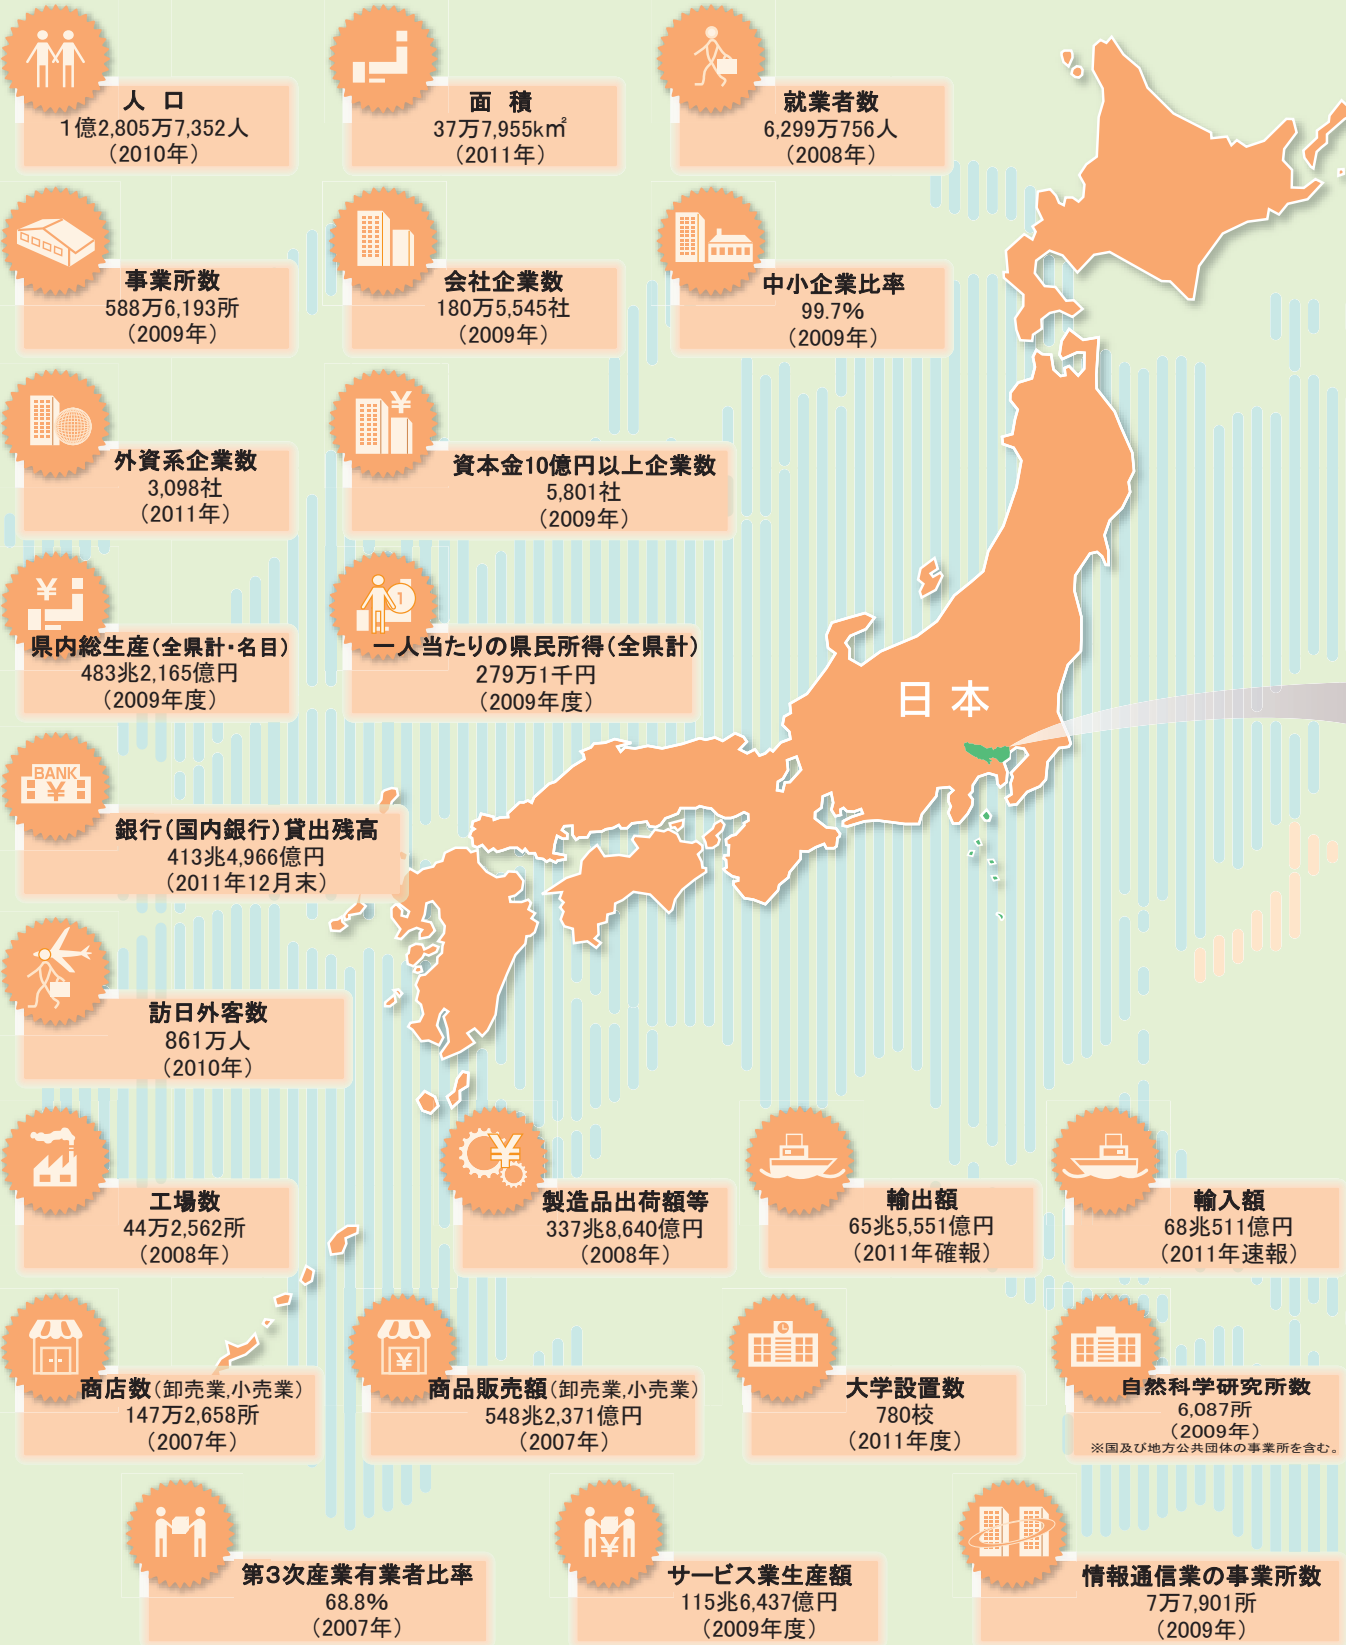 人 口
1億2,805万7,352人
（2010年）
面 積
37万7,955k㎡
（2011年）
就業者数
6,299万756人
（2008年）
事業所数
588万6,193所
（2009年）
会社企業数
180万5,545社
（2009年）
中小企業比率
99.7%
（2009年）
外資系企業数
3,098社
（2011年）
¥
資本金10億円以上企業数
5,801社
（2009年）
¥
県内総生産（全県計・名目）
483兆2,165億円
（2009年度）
1
一人当たりの県民所得（全県計）
279万1千円
（2009年度）
日 本
BANK
¥
銀行（国内銀行）貸出残高
413兆4,966億円
（2011年12月末）
訪日外客数
861万人
（2010年）
工場数
44万2,562所
（2008年）
¥
製造品出荷額等
337兆8,640億円
（2008年）
輸出額
65兆5,551億円
（2011年確報）
輸入額
68兆511億円
（2011年速報）
商店数（卸売業,小売業）
147万2,658所
（2007年）
¥
商品販売額（卸売業,小売業）
548兆2,371億円
（2007年）
大学設置数
780校
（2011年度）
自然科学研究所数
6,087所
（2009年）
※国及び地方公共団体の事業所を含む。
第3次産業有業者比率
68.8%
（2007年）
¥
サービス業生産額
115兆6,437億円
（2009年度）
情報通信業の事業所数
7万7,901所
（2009年）